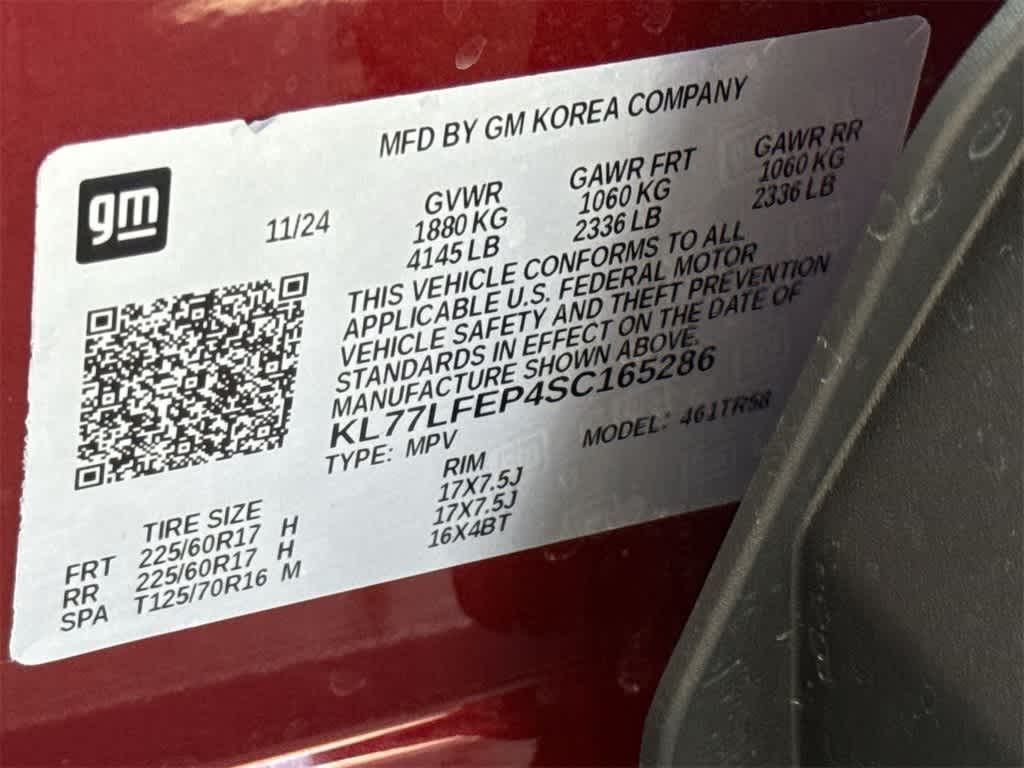 MFD BY GM KOREA COMPANY
gm
11/24
GVWR GAWR FRT GAWR RR
1880 KG 1060 KG 1060 KG
4145 LB 2336 LB 2336 LB
THIS VEHICLE CONFORMS TO ALL
APPLICABLE U.S. FEDERAL MOTOR
VEHICLE SAFETY AND THEFT PREVENTION
STANDARDS IN EFFECT ON THE DATE OF
MANUFACTURE SHOWN ABOVE.
KL77LFEP4SC165286
TYPE: MPV MODEL: 461TR58
TIRE SIZE RIM
FRT 225/60R17 H 17X7.5J
RR 225/60R17 H 17X7.5J
SPA T125/70R16 M 16X4BT